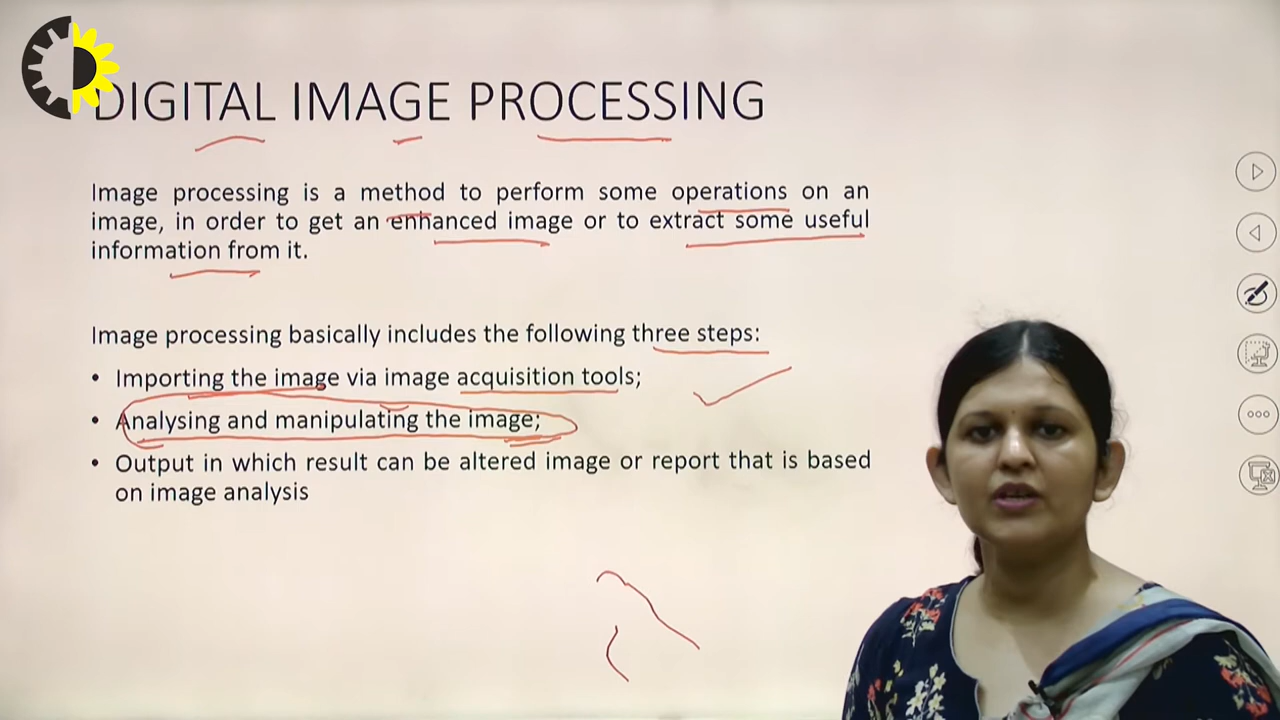 DIGITAL IMAGE PROCESSING
Image processing is a method to perform some operations on an
image, in order to get an enhanced image or to extract some useful
information from it.
Image processing basically includes the following three steps:
• Importing the image via image acquisition tools;
• Analysing and manipulating the image;
• Output in which result can be altered image or report that is based
on image analysis